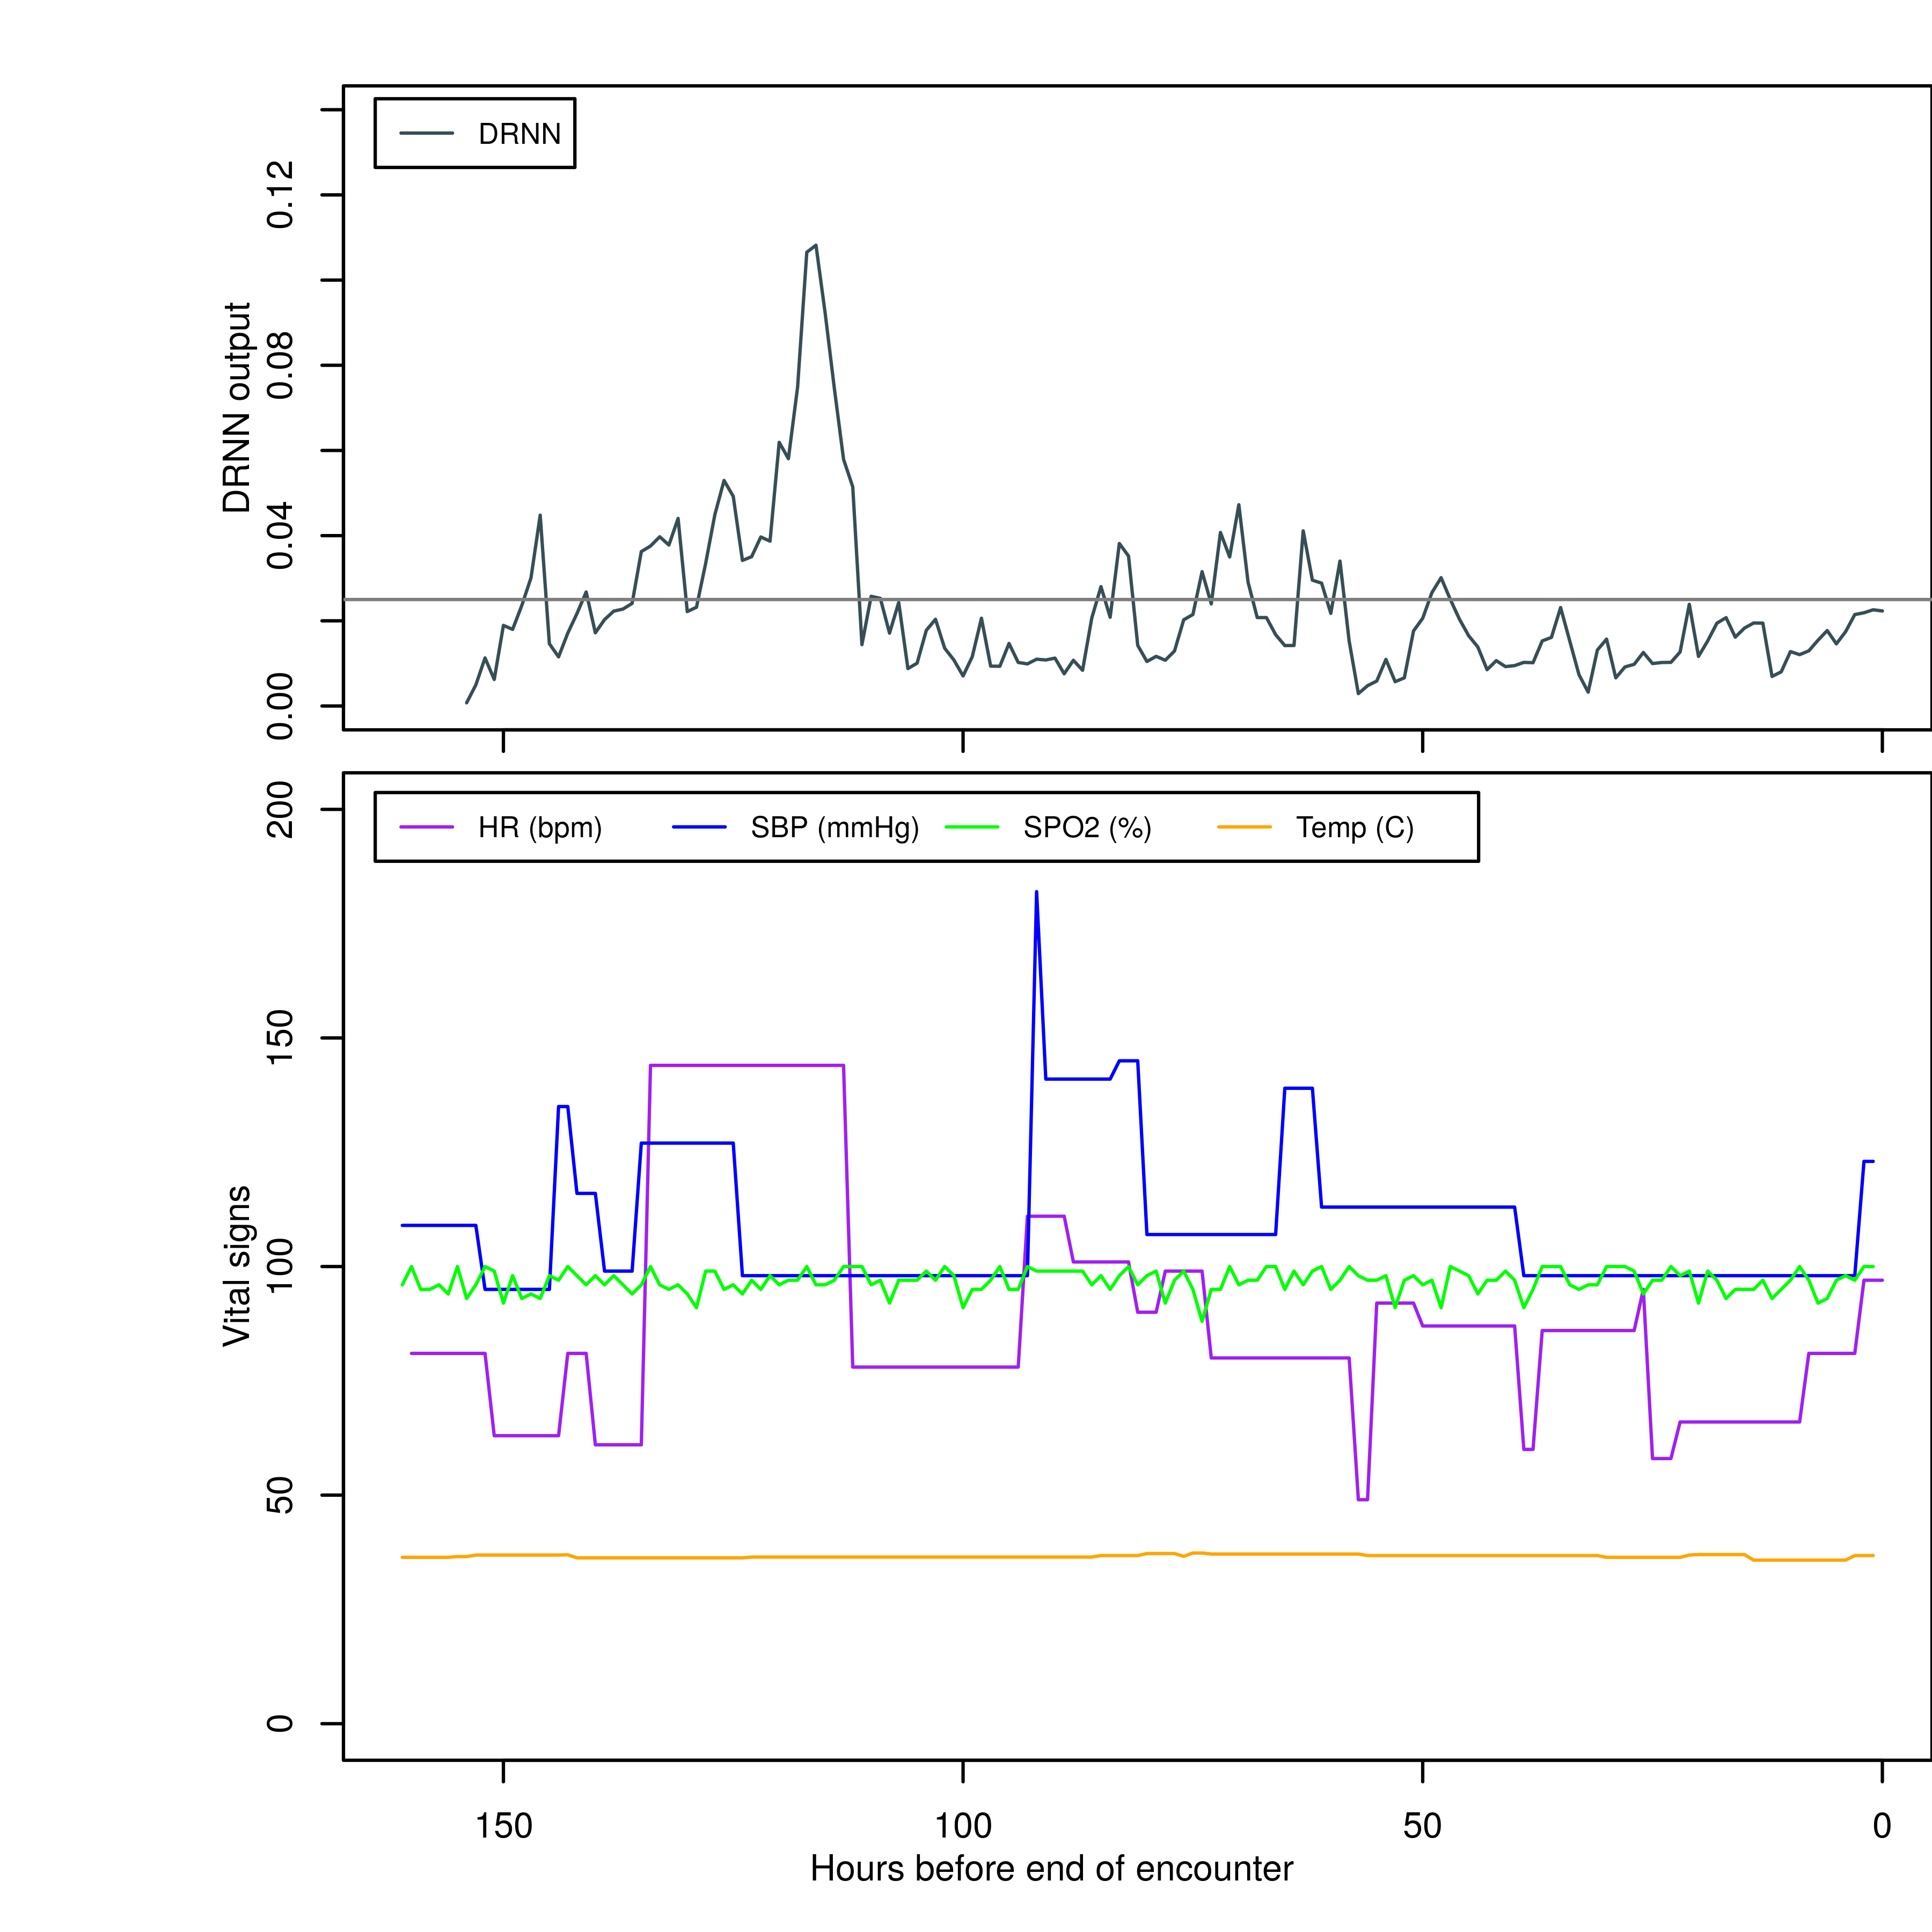 DRNN
0.12
0.08
0.04
0.00
DRNN output
HR (bpm) SBP (mmHg) SPO2 (%) Temp (C)
200
150
100
50
0
Vital signs
150 100 50 0
Hours before end of encounter